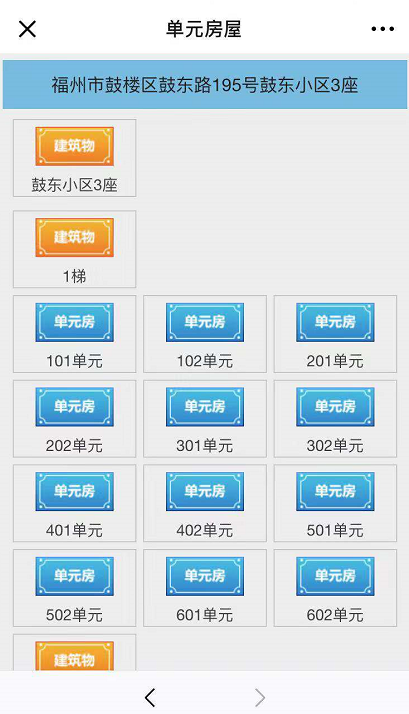 单元房屋
福州市鼓楼区鼓东路195号鼓东小区3座
建筑物
鼓东小区3座
建筑物
1梯
单元房 单元房 单元房
101单元 102单元 201单元
单元房 单元房 单元房
202单元 301单元 302单元
单元房 单元房 单元房
401单元 402单元 501单元
单元房 单元房 单元房
502单元 601单元 602单元
建筑物